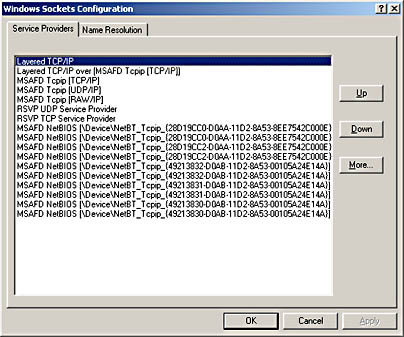 Windows Sockets Configuration
Service Providers
Name Resolution
Layered TCP/IP
Layered TCP/IP over [MSAFD Tcpip [TCP/IP]]
MSAFD Tcpip [TCP/IP]
MSAFD Tcpip [UDP/IP]
MSAFD Tcpip [RAW/IP]
RSVP UDP Service Provider
RSVP TCP Service Provider
MSAFD NetBIOS [\Device\NetBT_Tcpip_{28D19CC0-D0AA-11D2-8A53-8EE7542C000E}
MSAFD NetBIOS [\Device\NetBT_Tcpip_{28D19CC0-D0AA-11D2-8A53-8EE7542C000E}
MSAFD NetBIOS [\Device\NetBT_Tcpip_{28D19CC2-D0AA-11D2-8A53-8EE7542C000E}
MSAFD NetBIOS [\Device\NetBT_Tcpip_{28D19CC2-D0AA-11D2-8A53-8EE7542C000E}
MSAFD NetBIOS [\Device\NetBT_Tcpip_{49213832-D0AB-11D2-8A53-00105A24E14A}]
MSAFD NetBIOS [\Device\NetBT_Tcpip_{49213832-D0AB-11D2-8A53-00105A24E14A}]
MSAFD NetBIOS [\Device\NetBT_Tcpip_{49213831-D0AB-11D2-8A53-00105A24E14A}]
MSAFD NetBIOS [\Device\NetBT_Tcpip_{49213831-D0AB-11D2-8A53-00105A24E14A}]
MSAFD NetBIOS [\Device\NetBT_Tcpip_{49213830-D0AB-11D2-8A53-00105A24E14A}]
MSAFD NetBIOS [\Device\NetBT_Tcpip_{49213830-D0AB-11D2-8A53-00105A24E14A}]
Up
Down
More...
OK
Cancel
Apply